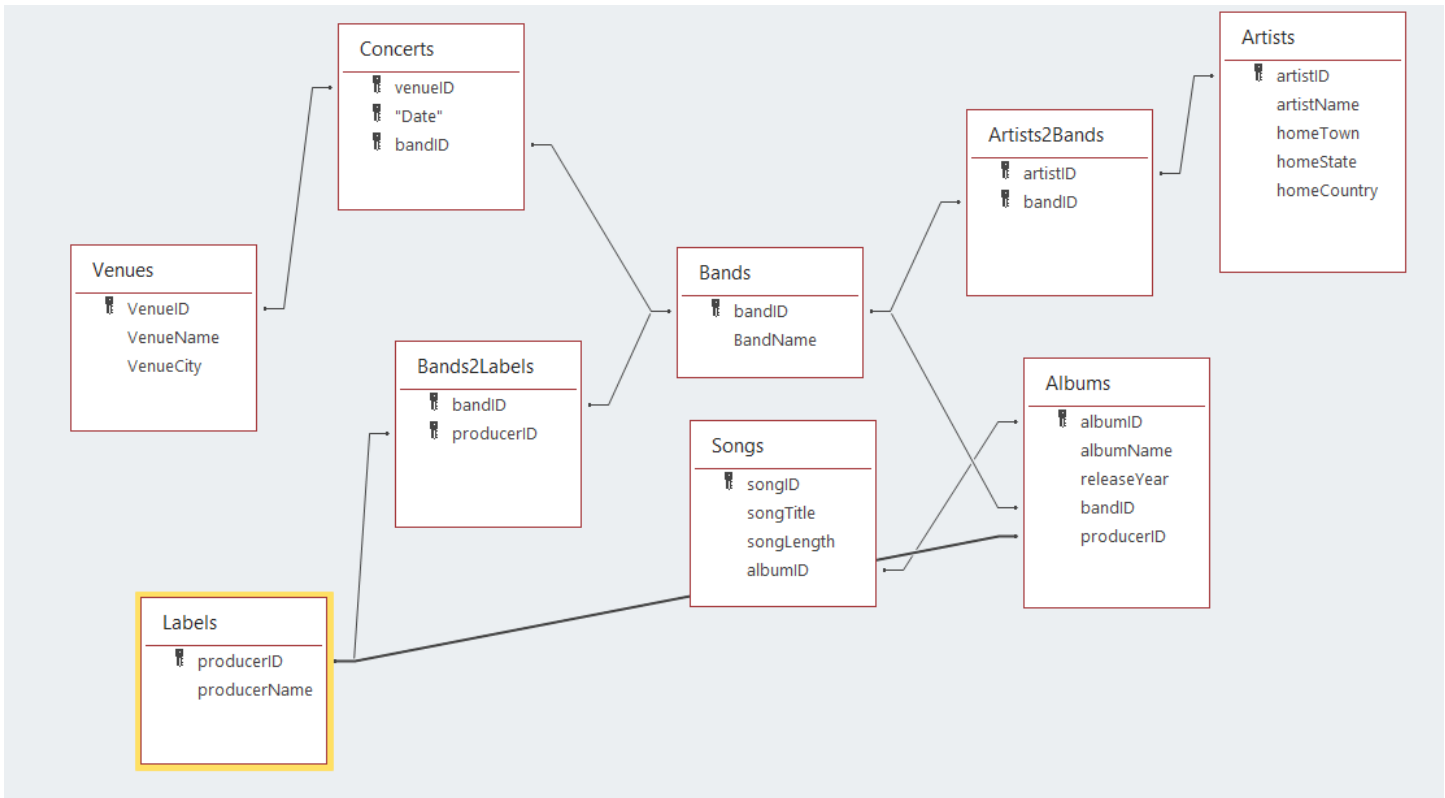 Concerts
venueID
"Date"
bandID
Artists
artistID
artistName
homeTown
homeState
homeCountry
Artists2Bands
artistID
bandID
Venues
VenueID
VenueName
VenueCity
Bands
bandID
BandName
Bands2Labels
bandID
producerID
Albums
albumID
albumName
releaseYear
bandID
producerID
Songs
songID
songTitle
songLength
albumID
Labels
producerID
producerName